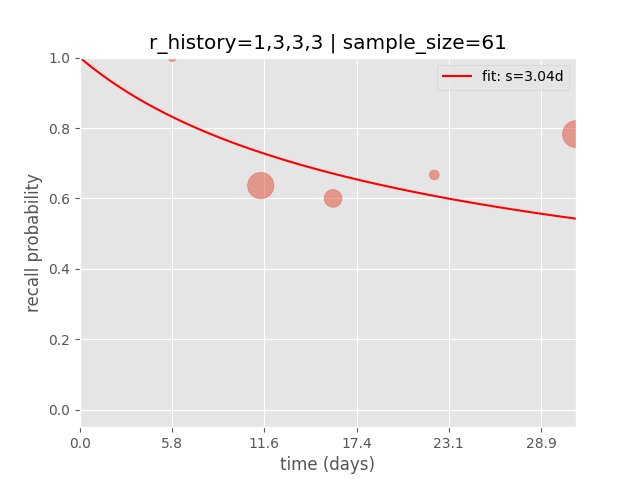 r_history=1,3,3,3 | sample_size=61
fit: s=3.04d
1.0
0.8
0.6
0.4
0.2
0.0
recall probability
0.0 5.8 11.6 17.4 23.1 28.9
time (days)